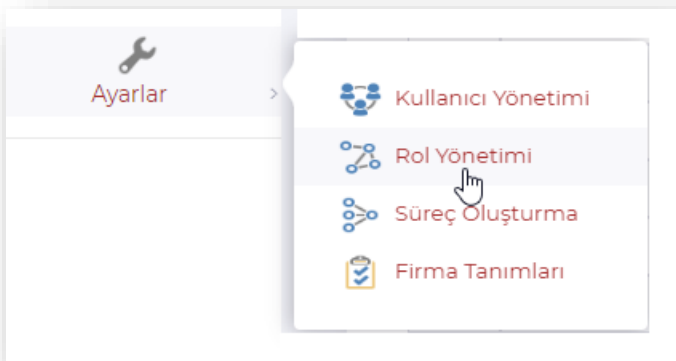 Ayarlar
Kullanıcı Yönetimi
Rol Yönetimi
Süreç Oluşturma
Firma Tanımları